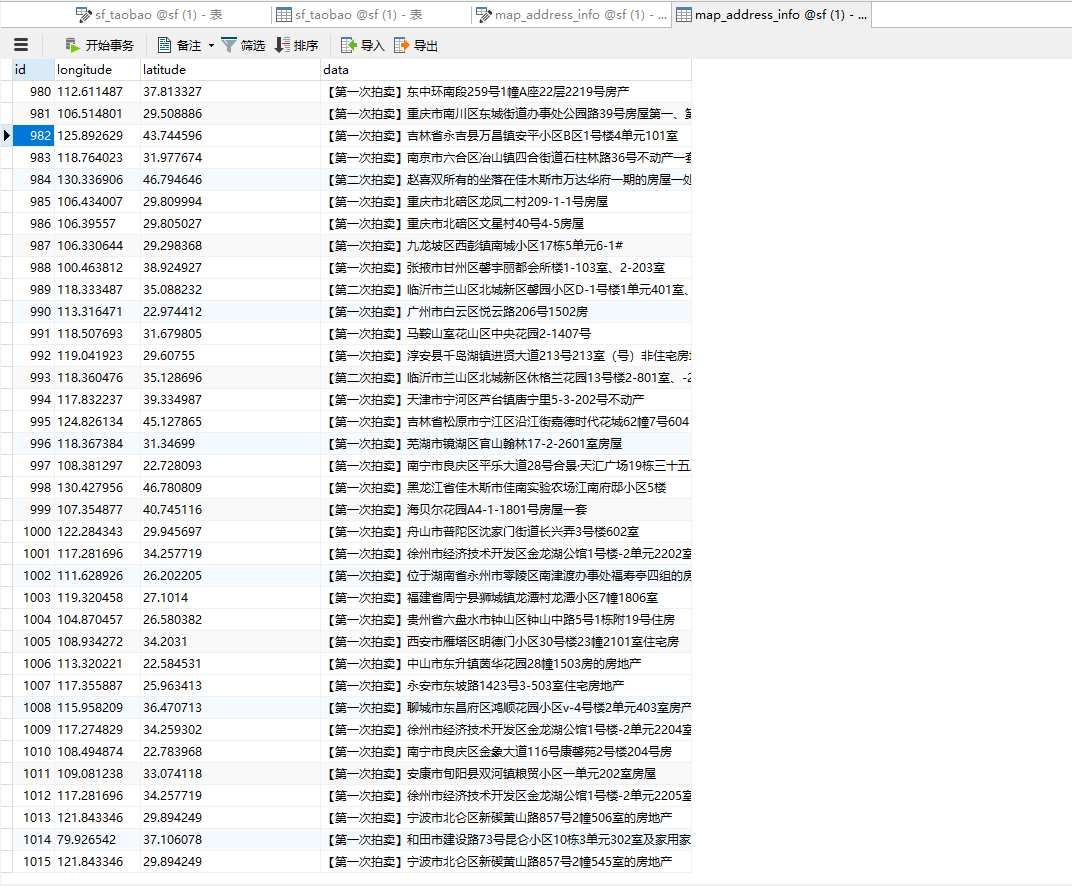 sf_taobao @sf (1) - 表 sf_taobao @sf (1) - 表 map_address_info @sf (1) - ... map_address_info @sf (1) - ...
开始事务 备注 筛选 排序 导入 导出
id longitude latitude data
980 112.611487 37.813327 【第一次拍卖】东中环南段259号1幢A座22层2219号房产
981 106.514801 29.508886 【第一次拍卖】重庆市南川区东城街道办事处公园路39号房屋第一、第
982 125.892629 43.744596 【第一次拍卖】吉林省永吉县万昌镇安平小区B区1号楼4单元101室
983 118.764023 31.977674 【第一次拍卖】南京市六合区冶山镇四合街道石柱林路36号不动产一套
984 130.336906 46.794646 【第二次拍卖】赵喜双所有的坐落在佳木斯市万达华府一期的房屋一处
985 106.434007 29.809994 【第一次拍卖】重庆市北碚区龙凤二村209-1-1号房屋
986 106.39557 29.805027 【第一次拍卖】重庆市北碚区文星村40号4-5房屋
987 106.330644 29.298368 【第一次拍卖】九龙坡区西彭镇南城小区17栋5单元6-1#
988 100.463812 38.924927 【第一次拍卖】张掖市甘州区馨宇丽都会所楼1-103室、2-203室
989 118.333487 35.088232 【第二次拍卖】临沂市兰山区北城新区馨园小区D-1号楼1单元401室、
990 113.316471 22.974412 【第一次拍卖】广州市白云区悦云路206号1502房
991 118.507693 31.679805 【第一次拍卖】马鞍山室花山区中央花园2-1407号
992 119.041923 29.60755 【第一次拍卖】淳安县千岛湖镇进贤大道213号213室（号）非住宅房地
993 118.360476 35.128696 【第二次拍卖】临沂市兰山区北城新区休格兰花园13号楼2-801室、-2
994 117.832237 39.334987 【第一次拍卖】天津市宁河区芦台镇唐宁里5-3-202号不动产
995 124.826134 45.127865 【第一次拍卖】吉林省松原市宁江区沿江街嘉德时代花城62幢7号604
996 118.367384 31.34699 【第一次拍卖】芜湖市镜湖区官山翰林17-2-2601室房屋
997 108.381297 22.728093 【第一次拍卖】南宁市良庆区平乐大道28号合景·天汇广场19栋三十五
998 130.427956 46.780809 【第一次拍卖】黑龙江省佳木斯市佳南实验农场江南府邸小区5楼
999 107.354877 40.745116 【第一次拍卖】海贝尔花园A4-1-1801号房屋一套
1000 122.284343 29.945697 【第一次拍卖】舟山市普陀区沈家门街道长兴弄3号楼602室
1001 117.281696 34.257719 【第一次拍卖】徐州市经济技术开发区金龙湖公馆1号楼-2单元2202室
1002 111.628926 26.202205 【第一次拍卖】位于湖南省永州市零陵区南津渡办事处福寿亭四组的房
1003 119.320458 27.1014 【第一次拍卖】福建省周宁县狮城镇龙潭村龙潭小区7幢1806室
1004 104.870457 26.580382 【第一次拍卖】贵州省六盘水市钟山区钟山中路5号1栋附19号住房
1005 108.934272 34.2031 【第一次拍卖】西安市雁塔区明德门小区30号楼23幢2101室住宅房
1006 113.320221 22.584531 【第一次拍卖】中山市东升镇茵华花园28幢1503房的房地产
1007 117.355887 25.963413 【第一次拍卖】永安市东坡路1423号3-503室住宅房地产
1008 115.958209 36.470713 【第一次拍卖】聊城市东昌府区鸿顺花园小区v-4号楼2单元403室房产
1009 117.274829 34.259302 【第一次拍卖】徐州市经济技术开发区金龙湖公馆1号楼-2单元2204室
1010 108.494874 22.783968 【第一次拍卖】南宁市良庆区金象大道116号康馨苑2号楼204号房
1011 109.081238 33.074118 【第一次拍卖】安康市旬阳县双河镇粮贸小区一单元202室房屋
1012 117.281696 34.257719 【第一次拍卖】徐州市经济技术开发区金龙湖公馆1号楼-2单元2205室
1013 121.843346 29.894249 【第一次拍卖】宁波市北仑区新碶黄山路857号2幢506室的房地产
1014 79.926542 37.106078 【第一次拍卖】和田市建设路73号昆仑小区10栋3单元302室及家用家
1015 121.843346 29.894249 【第一次拍卖】宁波市北仑区新碶黄山路857号2幢545室的房地产